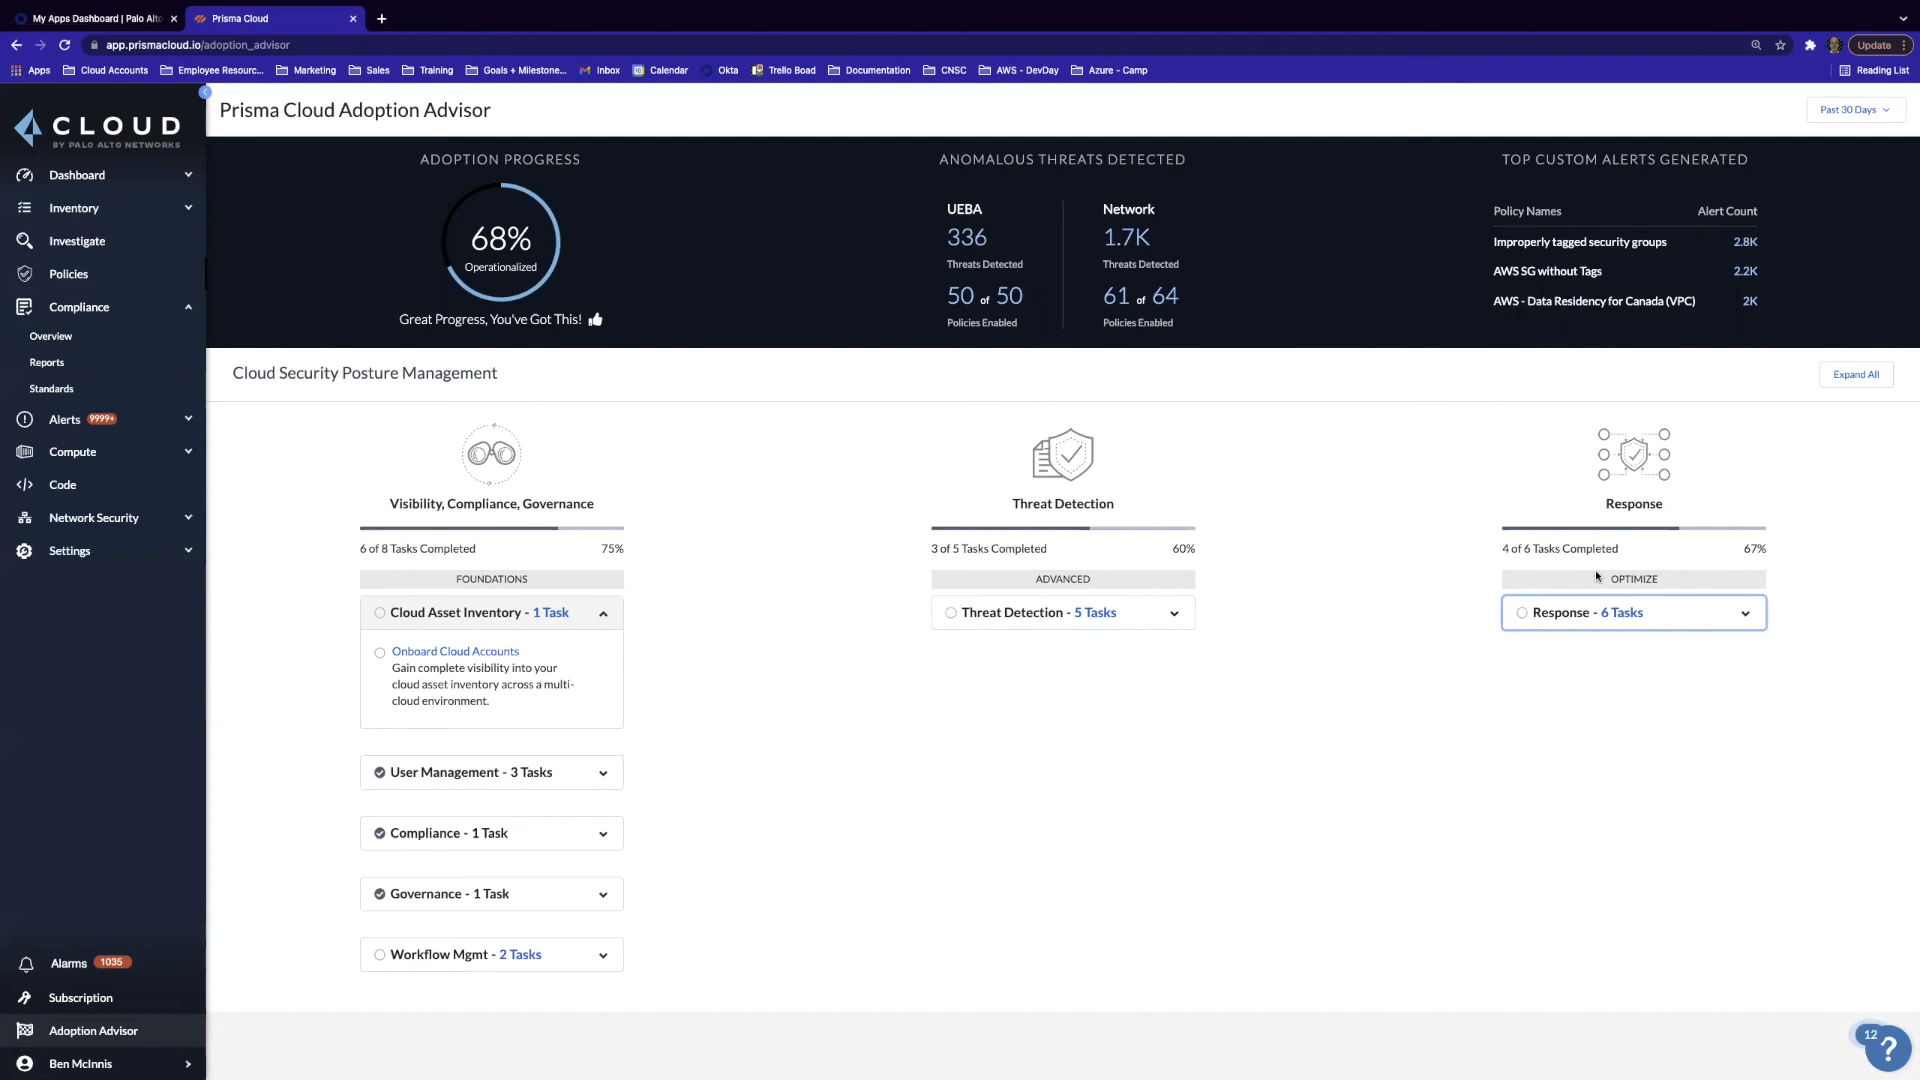 My Apps Dashboard | Palo Alto
Prisma Cloud
app.prismacloud.io/adoption_advisor
Update
Apps
Cloud Accounts
Employee Resourc...
Marketing
Sales
Training
Goals + Milestone...
Inbox
Calendar
Okta
Trello Boad
Documentation
CNSC
AWS - DevDay
Azure - Camp
Reading List
CLOUD
BY PALO ALTO NETWORKS
Dashboard
Inventory
Investigate
Policies
Compliance
Overview
Reports
Standards
Alerts 9999+
Compute
Code
Network Security
Settings
Alarms 1035
Subscription
Adoption Advisor
Ben McInnis
Prisma Cloud Adoption Advisor
Past 30 Days
ADOPTION PROGRESS
68%
Operationalized
Great Progress, You've Got This!
ANOMALOUS THREATS DETECTED
UEBA
336
Threats Detected
50 of 50
Policies Enabled
Network
1.7K
Threats Detected
61 of 64
Policies Enabled
TOP CUSTOM ALERTS GENERATED
Policy Names Alert Count
Improperly tagged security groups 2.8K
AWS SG without Tags 2.2K
AWS - Data Residency for Canada (VPC) 2K
Cloud Security Posture Management
Expand All
Visibility, Compliance, Governance
6 of 8 Tasks Completed 75%
FOUNDATIONS
Cloud Asset Inventory - 1 Task
Onboard Cloud Accounts
Gain complete visibility into your
cloud asset inventory across a multi-
cloud environment.
User Management - 3 Tasks
Compliance - 1 Task
Governance - 1 Task
Workflow Mgmt - 2 Tasks
Threat Detection
3 of 5 Tasks Completed 60%
ADVANCED
Threat Detection - 5 Tasks
Response
4 of 6 Tasks Completed 67%
OPTIMIZE
Response - 6 Tasks
12
?